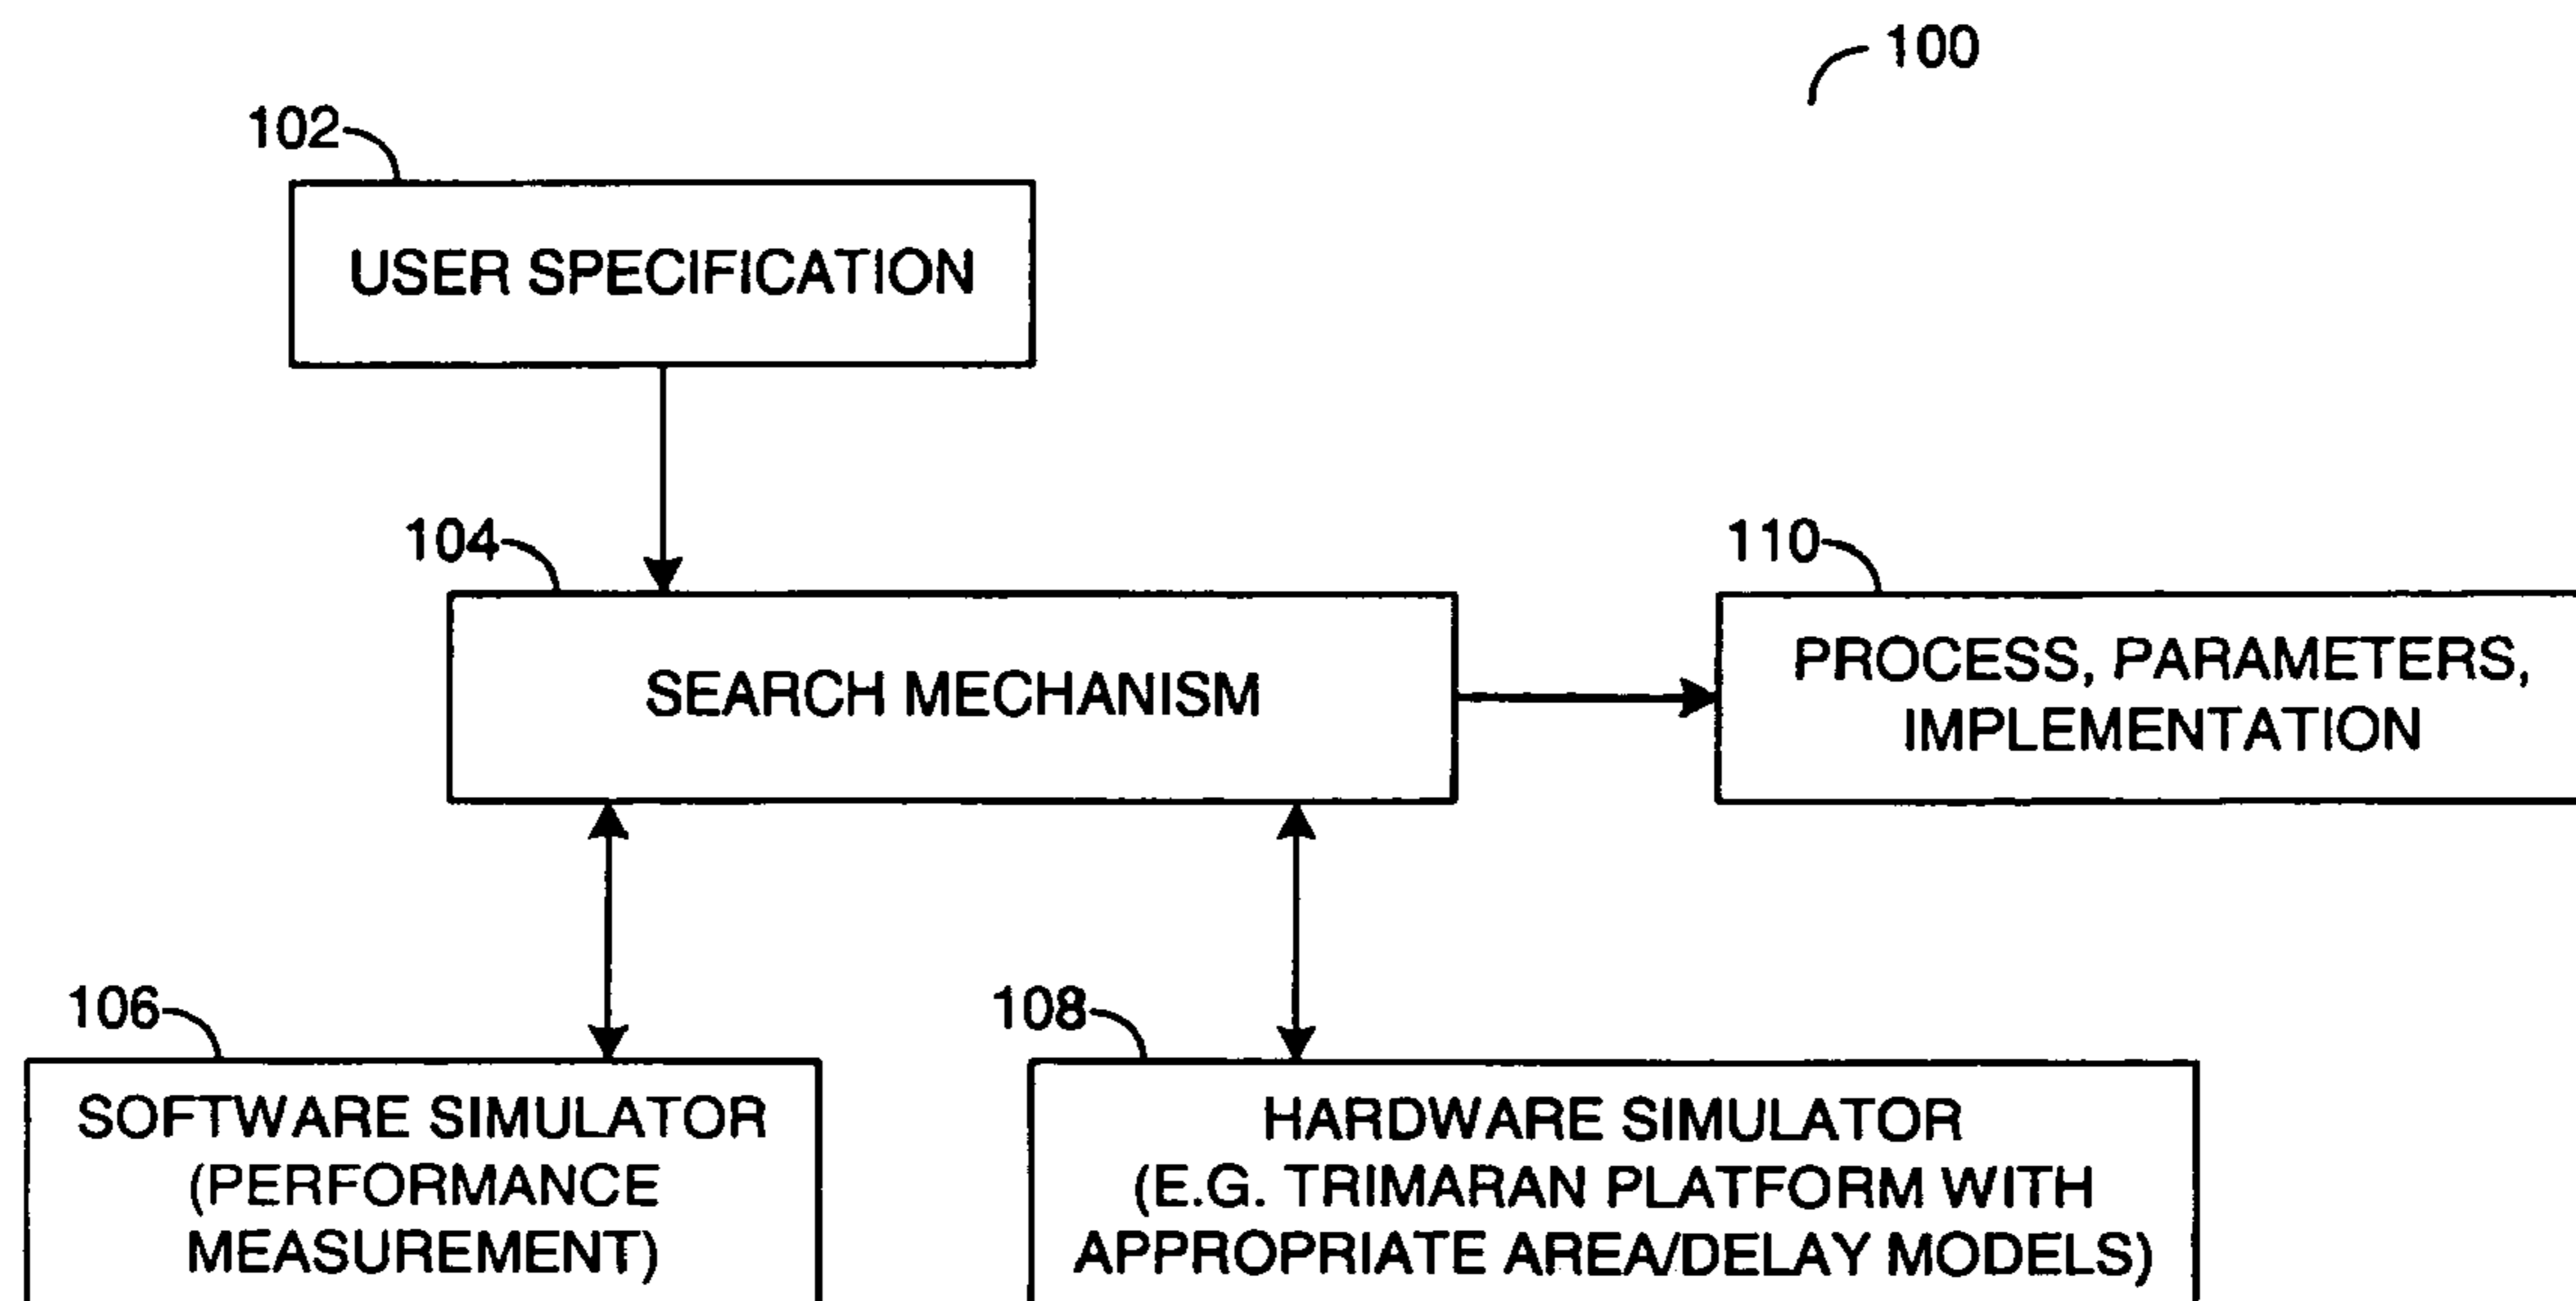 100
102
USER SPECIFICATION
104
SEARCH MECHANISM
110
PROCESS, PARAMETERS,
IMPLEMENTATION
106
SOFTWARE SIMULATOR
(PERFORMANCE
MEASUREMENT)
108
HARDWARE SIMULATOR
(E.G. TRIMARAN PLATFORM WITH
APPROPRIATE AREA/DELAY MODELS)